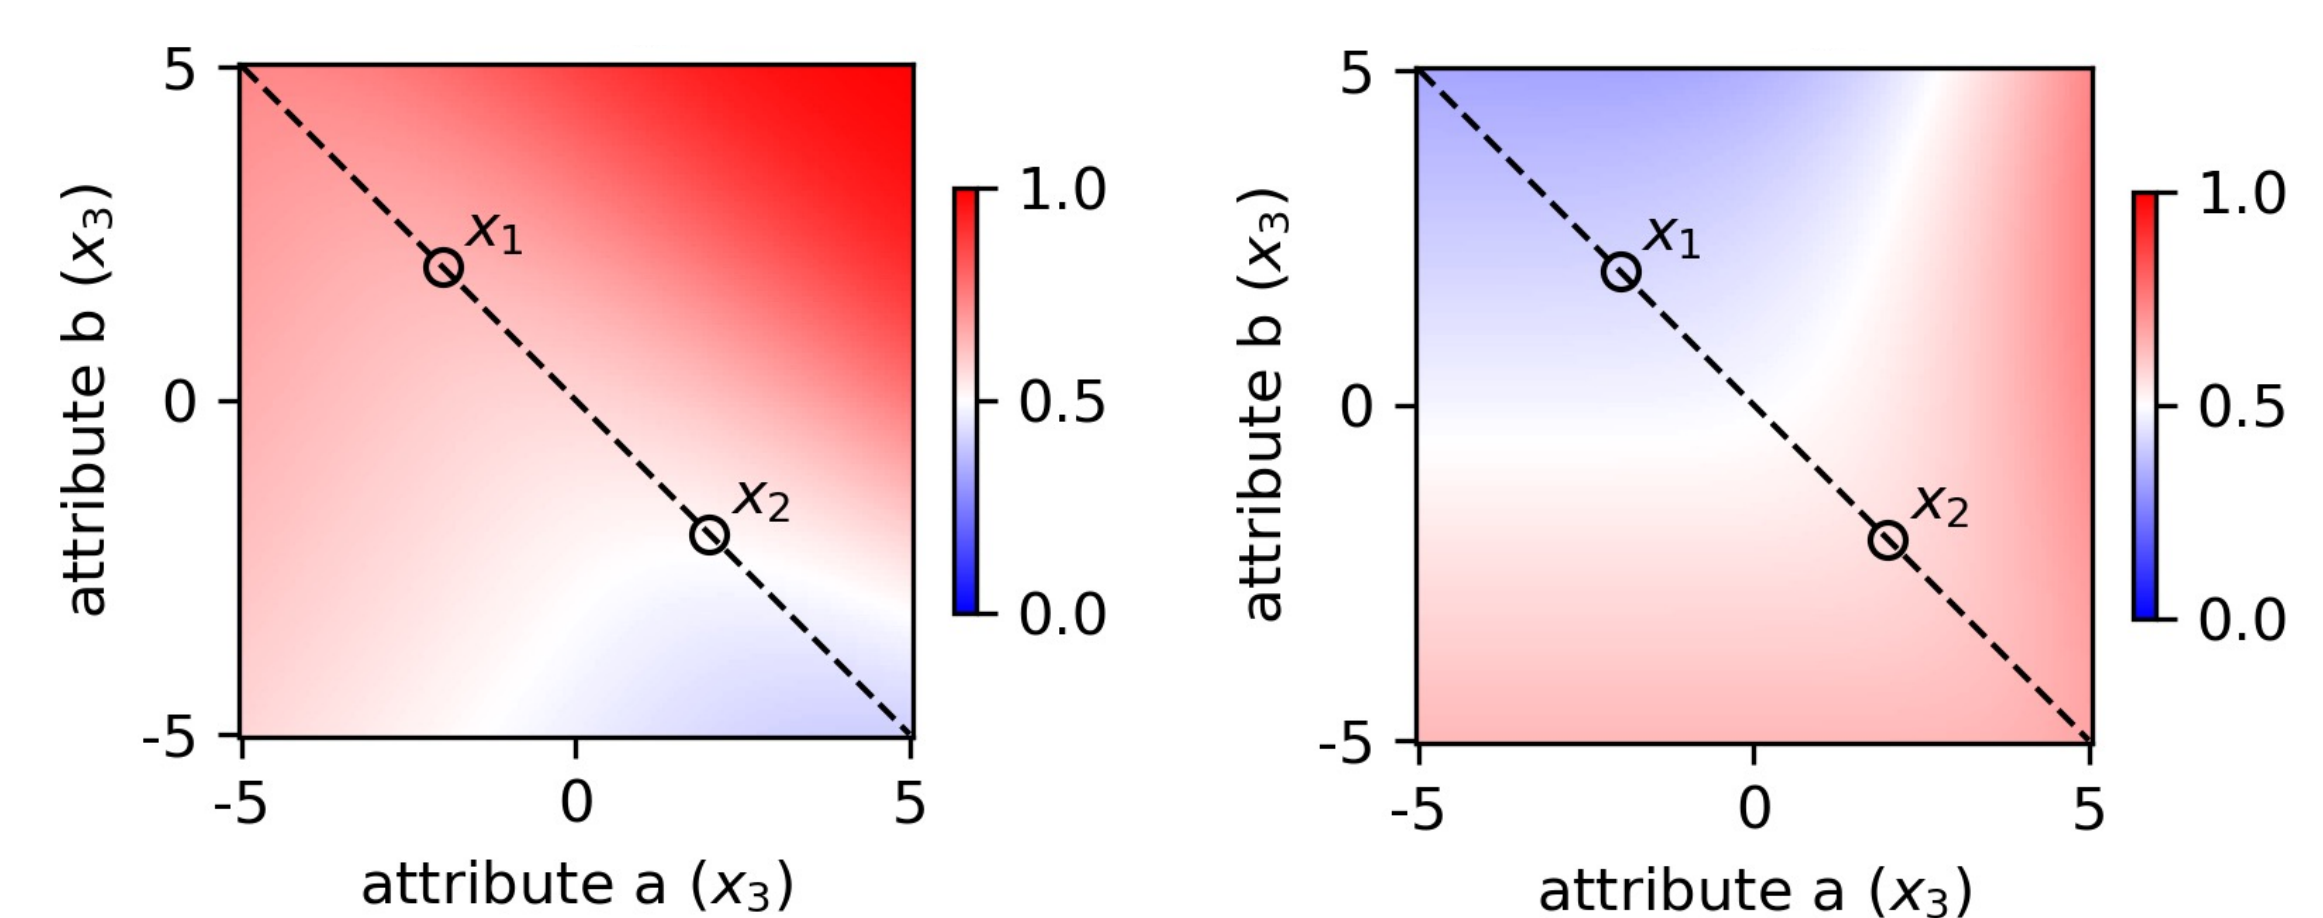 5
0
-5
attribute b (x₃)
x₁
x₂
-5 0 5
attribute a (x₃)
1.0
0.5
0.0
5
0
-5
attribute b (x₃)
x₁
x₂
-5 0 5
attribute a (x₃)
1.0
0.5
0.0